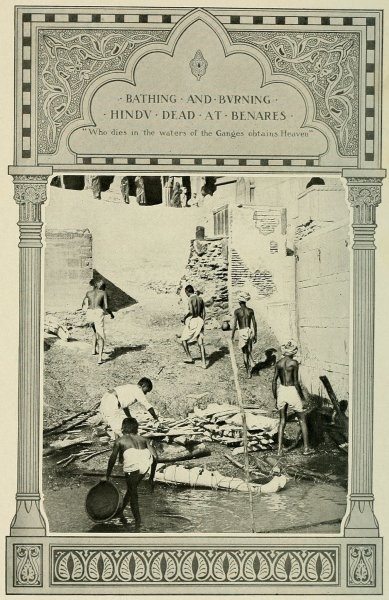 · BATHING · AND · BVRNING ·
· HINDV · DEAD · AT · BENARES ·
"Who dies in the waters of the Ganges obtains Heaven"